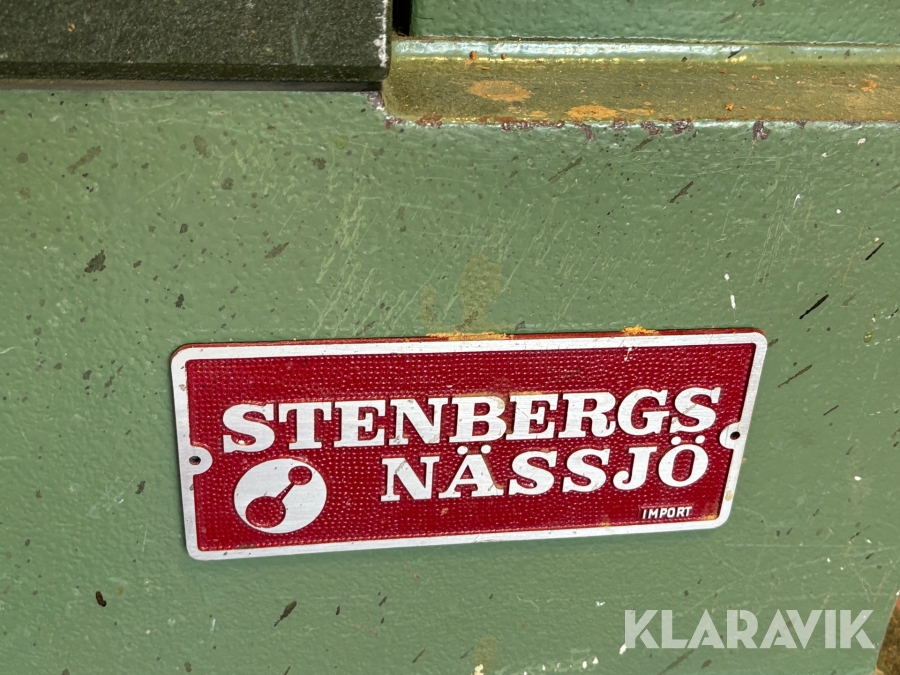 STENBERGS
NÄSSJÖ
IMPORT
KLARAVIK